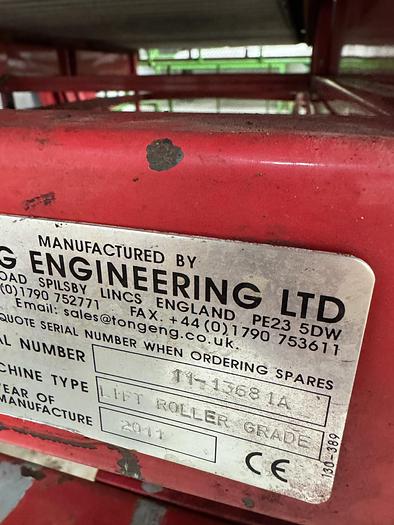 MANUFACTURED BY
G ENGINEERING LTD
OAD SPILSBY LINCS ENGLAND PE23 5DW
(0)1790 752771 FAX. +44(0)1790 753611
Email: sales@tongeng.co.uk.
QUOTE SERIAL NUMBER WHEN ORDERING SPARES
AL NUMBER 11-13681A
CHINE TYPE LIFT ROLLER GRADE
YEAR OF
MANUFACTURE 2011
CE
130-389